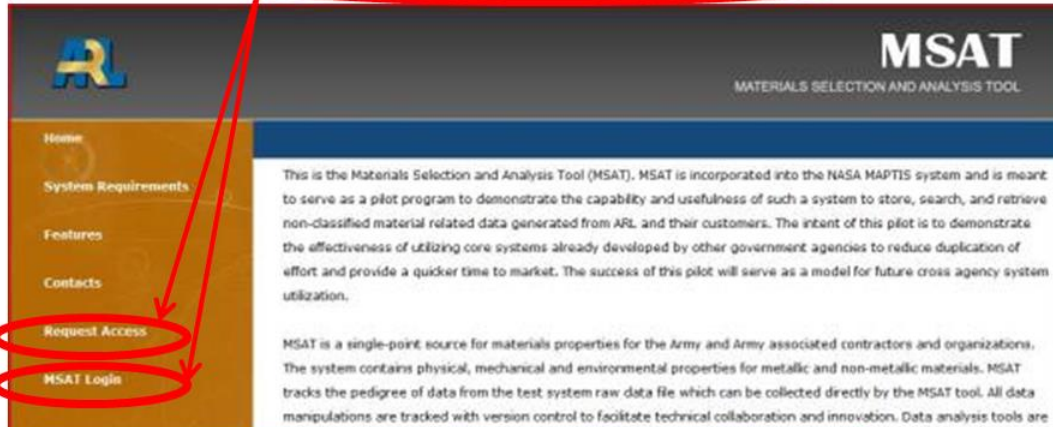 ARL
MSAT
MATERIALS SELECTION AND ANALYSIS TOOL
Home
System Requirements
Features
Contacts
Request Access
MSAT Login
This is the Materials Selection and Analysis Tool (MSAT). MSAT is incorporated into the NASA MAPTIS system and is meant
to serve as a pilot program to demonstrate the capability and usefulness of such a system to store, search, and retrieve
non-classified material related data generated from ARL and their customers. The intent of this pilot is to demonstrate
the effectiveness of utilizing core systems already developed by other government agencies to reduce duplication of
effort and provide a quicker time to market. The success of this pilot will serve as a model for future cross agency system
utilization.
MSAT is a single-point source for materials properties for the Army and Army associated contractors and organizations.
The system contains physical, mechanical and environmental properties for metallic and non-metallic materials. MSAT
tracks the pedigree of data from the test system raw data file which can be collected directly by the MSAT tool. All data
manipulations are tracked with version control to facilitate technical collaboration and innovation. Data analysis tools are